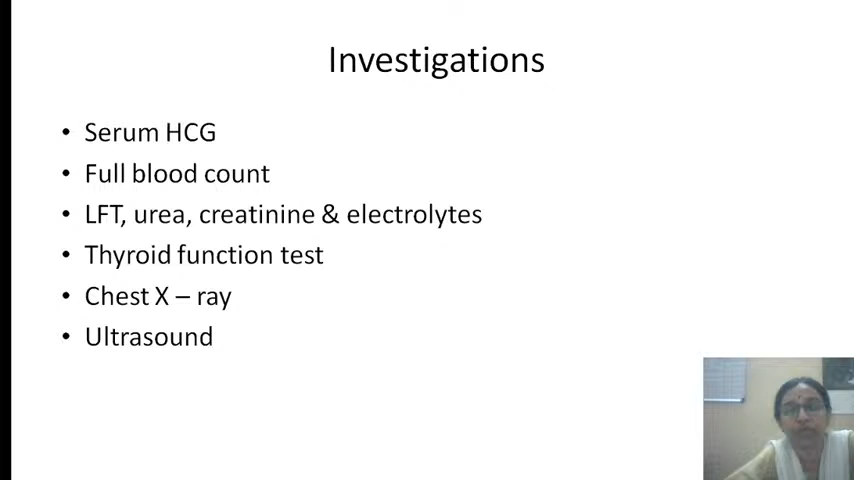 Investigations
• Serum HCG
• Full blood count
• LFT, urea, creatinine & electrolytes
• Thyroid function test
• Chest X – ray
• Ultrasound